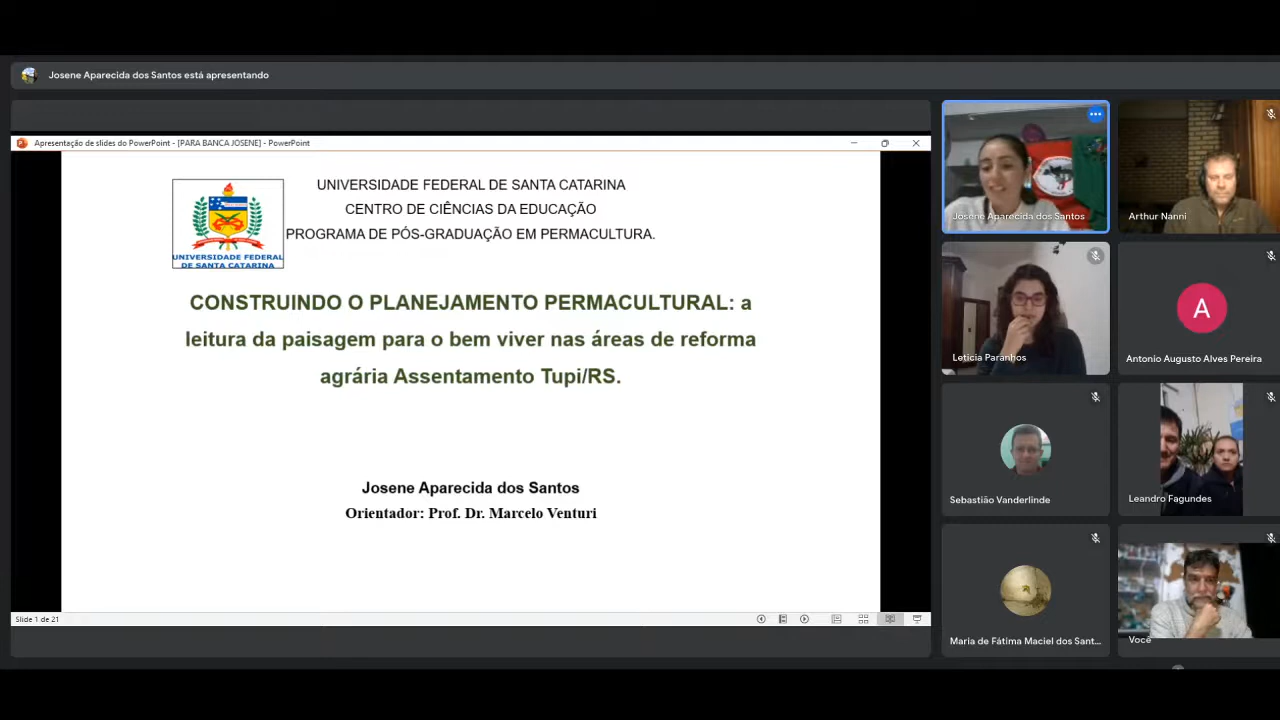 Josene Aparecida dos Santos está apresentando
Apresentação de slides do PowerPoint - [PARA BANCA JOSENE] - PowerPoint
UNIVERSIDADE FEDERAL DE SANTA CATARINA
CENTRO DE CIÊNCIAS DA EDUCAÇÃO
PROGRAMA DE PÓS-GRADUAÇÃO EM PERMACULTURA.
UNIVERSIDADE FEDERAL
DE SANTA CATARINA
CONSTRUINDO O PLANEJAMENTO PERMACULTURAL: a
leitura da paisagem para o bem viver nas áreas de reforma
agrária Assentamento Tupi/RS.
Josene Aparecida dos Santos
Orientador: Prof. Dr. Marcelo Venturi
Slide 1 de 21
Josene Aparecida dos Santos
Arthur Nanni
Leticia Paranhos
A
Antonio Augusto Alves Pereira
Sebastião Vanderlinde
Leandro Fagundes
Maria de Fátima Maciel dos Sant...
Você